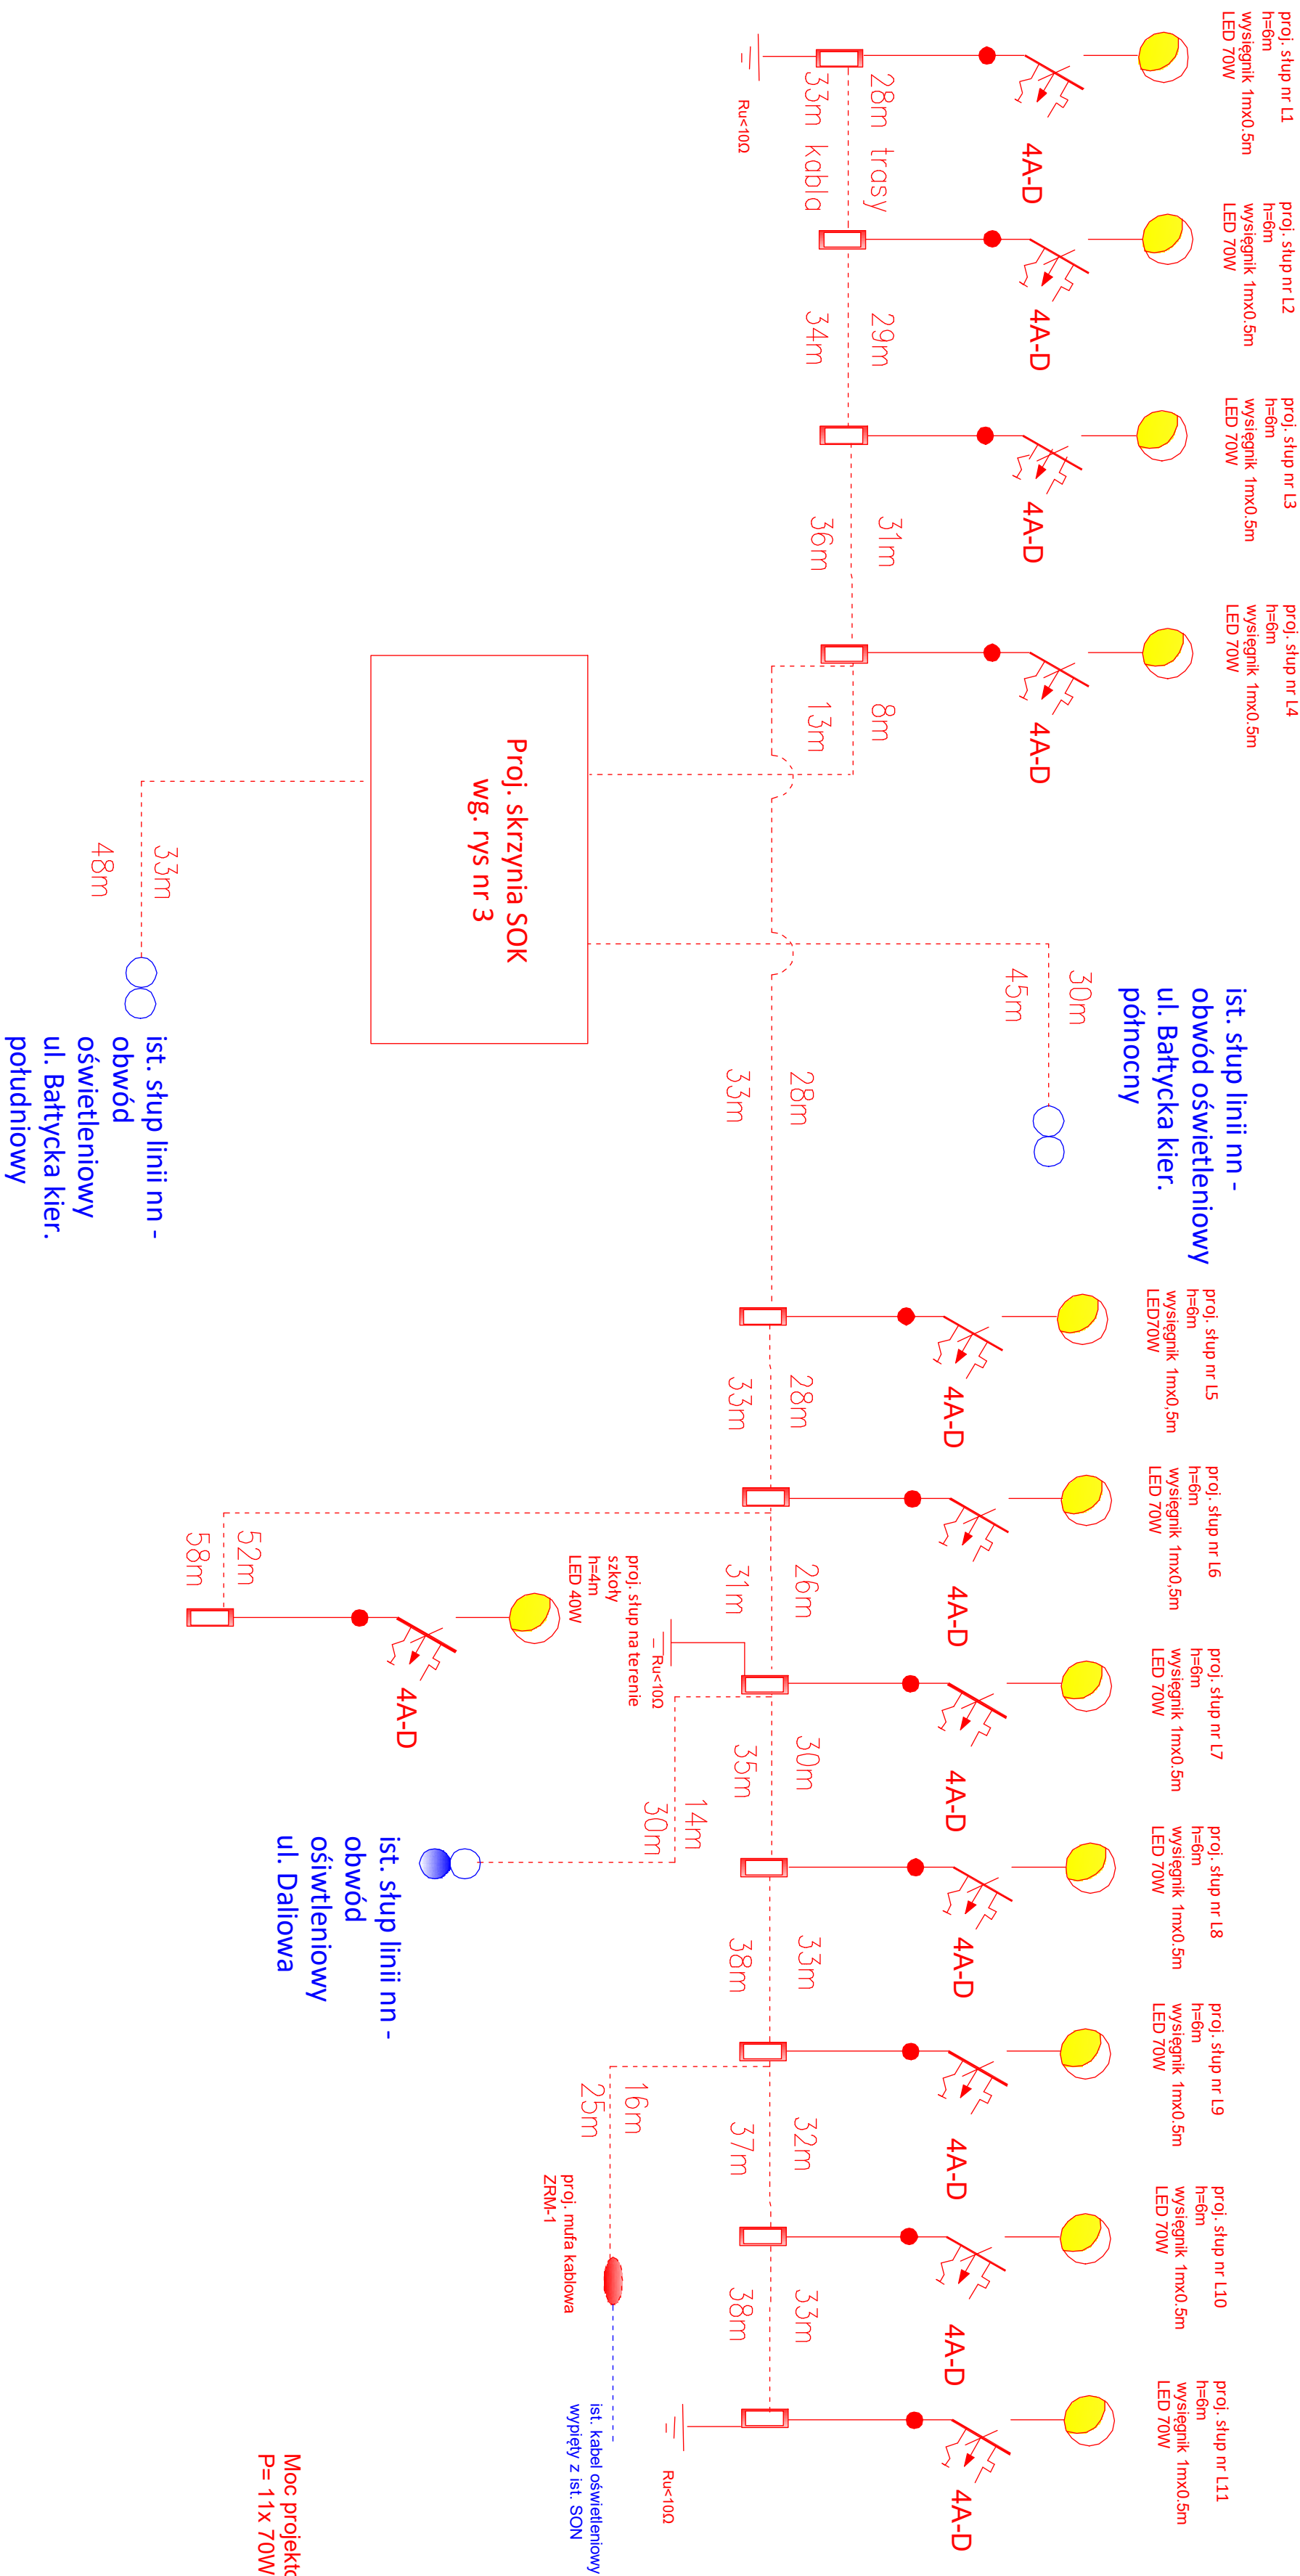 proj. słup nr L1
h=6m
wysięgnik 1mx0.5m
LED 70W
proj. słup nr L2
h=6m
wysięgnik 1mx0.5m
LED 70W
proj. słup nr L3
h=6m
wysięgnik 1mx0.5m
LED 70W
proj. słup nr L4
h=6m
wysięgnik 1mx0.5m
LED 70W
4A-D
4A-D
4A-D
4A-D
28m trasy
33m kabla
29m
34m
31m
36m
8m
13m
Ru<10Ω
Proj. skrzynia SOK
wg. rys nr 3
33m
48m
ist. słup linii nn -
obwód
oświetleniowy
ul. Bałtycka kier.
południowy
ist. słup linii nn -
obwód oświetleniowy
ul. Bałtycka kier.
północny
30m
45m
28m
33m
proj. słup nr L5
h=6m
wysięgnik 1mx0,5m
LED70W
proj. słup nr L6
h=6m
wysięgnik 1mx0,5m
LED 70W
proj. słup nr L7
h=6m
wysięgnik 1mx0.5m
LED 70W
proj. słup nr L8
h=6m
wysięgnik 1mx0.5m
LED 70W
proj. słup nr L9
h=6m
wysięgnik 1mx0.5m
LED 70W
proj. słup nr L10
h=6m
wysięgnik 1mx0.5m
LED 70W
proj. słup nr L11
h=6m
wysięgnik 1mx0.5m
LED 70W
4A-D
4A-D
4A-D
4A-D
4A-D
4A-D
4A-D
28m
33m
26m
31m
30m
35m
33m
38m
32m
37m
33m
38m
52m
58m
proj. słup na terenie
szkoły
h=4m
LED 40W
4A-D
Ru<10Ω
14m
30m
ist. słup linii nn -
obwód
ośiwtleniowy
ul. Daliowa
16m
25m
proj. mufa kablowa
ZRM-1
ist. kabel oświetleniowy
wypięty z ist. SON
Ru<10Ω
Moc projekto
P= 11x 70W